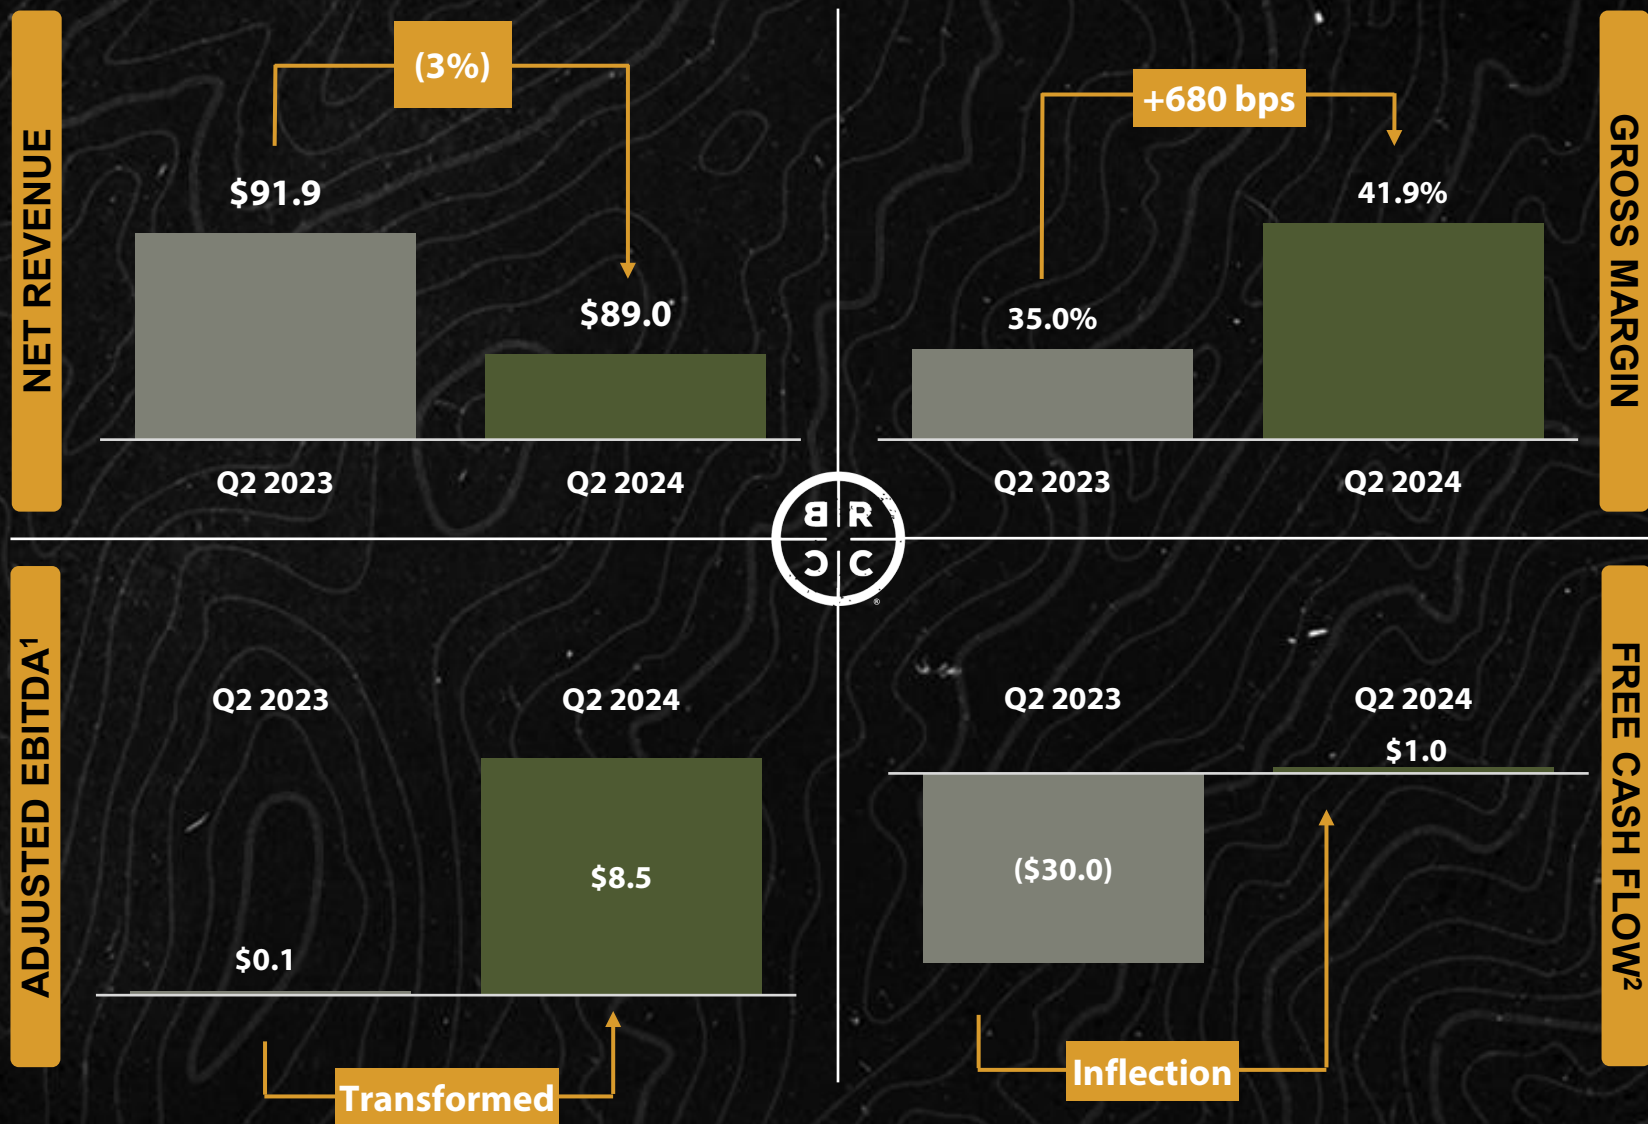 NET REVENUE
(3%)
$91.9
$89.0
Q2 2023
Q2 2024
GROSS MARGIN
+680 bps
35.0%
41.9%
Q2 2023
Q2 2024
BRCC
®
ADJUSTED EBITDA¹
Q2 2023
Q2 2024
$0.1
$8.5
Transformed
FREE CASH FLOW²
Q2 2023
Q2 2024
$1.0
($30.0)
Inflection